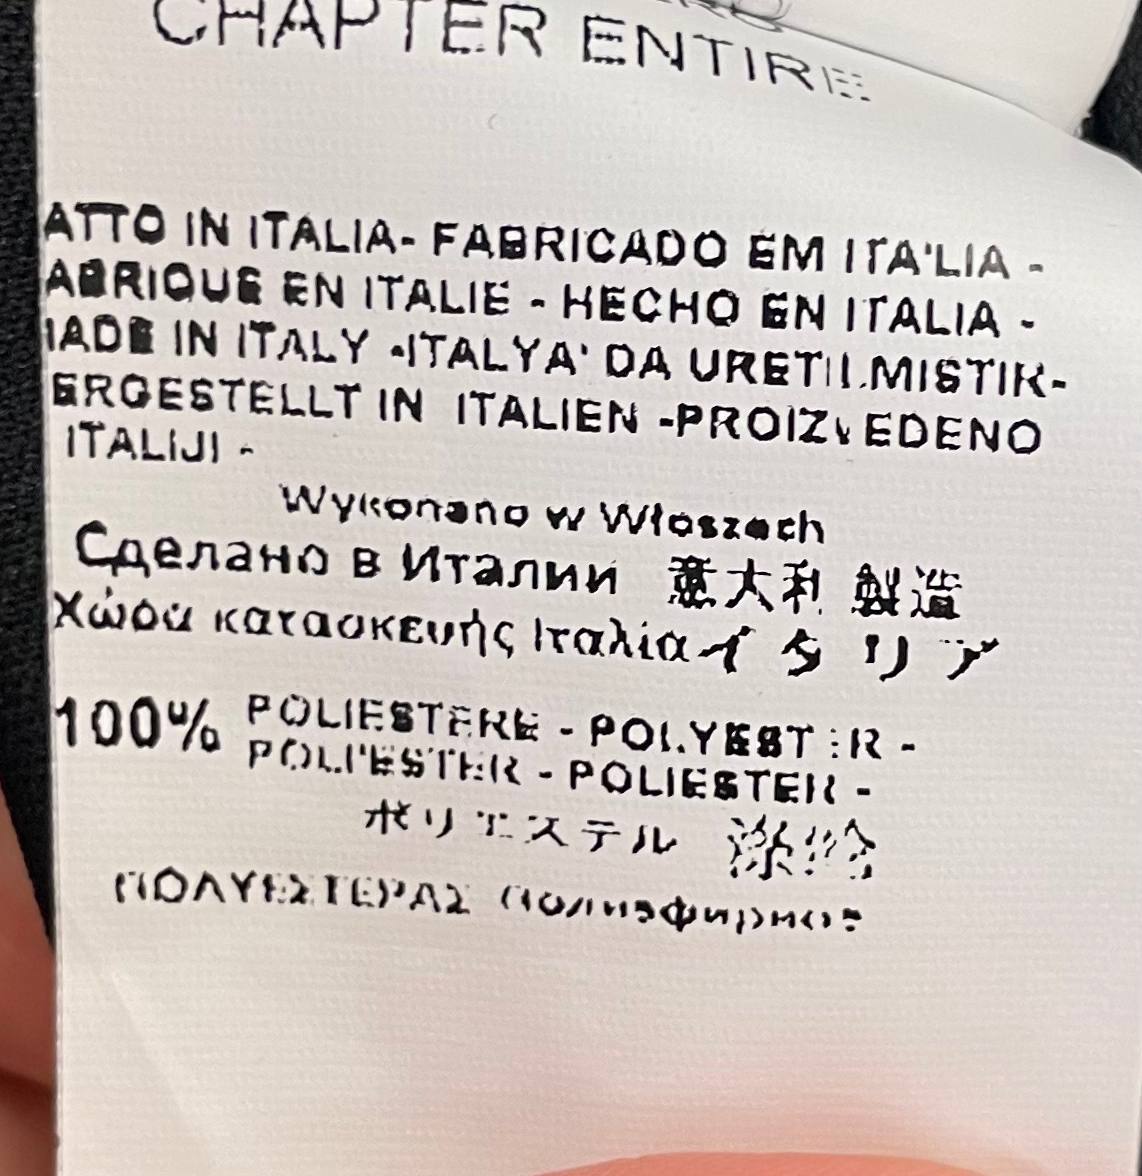 CHAPTER ENTIRE
ATTO IN ITALIA- FABRICADO EM ITA'LIA -
ABRIQUE EN ITALIE - HECHO EN ITALIA -
IADE IN ITALY -ITALYA' DA URETILMISTIR-
ERGESTELLT IN ITALIEN -PROIZVEDENO
ITALIJI -
Wykonano w Włoszech
Сделано в Италии 意大利 製造
Χώρα κατασκευής Ιταλία イタリア
100% POLIESTERE - POLYESTER -
POLI'ESTER - POLIESTER -
ポリエステル
ΠΟΛΥΕΣΤΕΡΑΣ